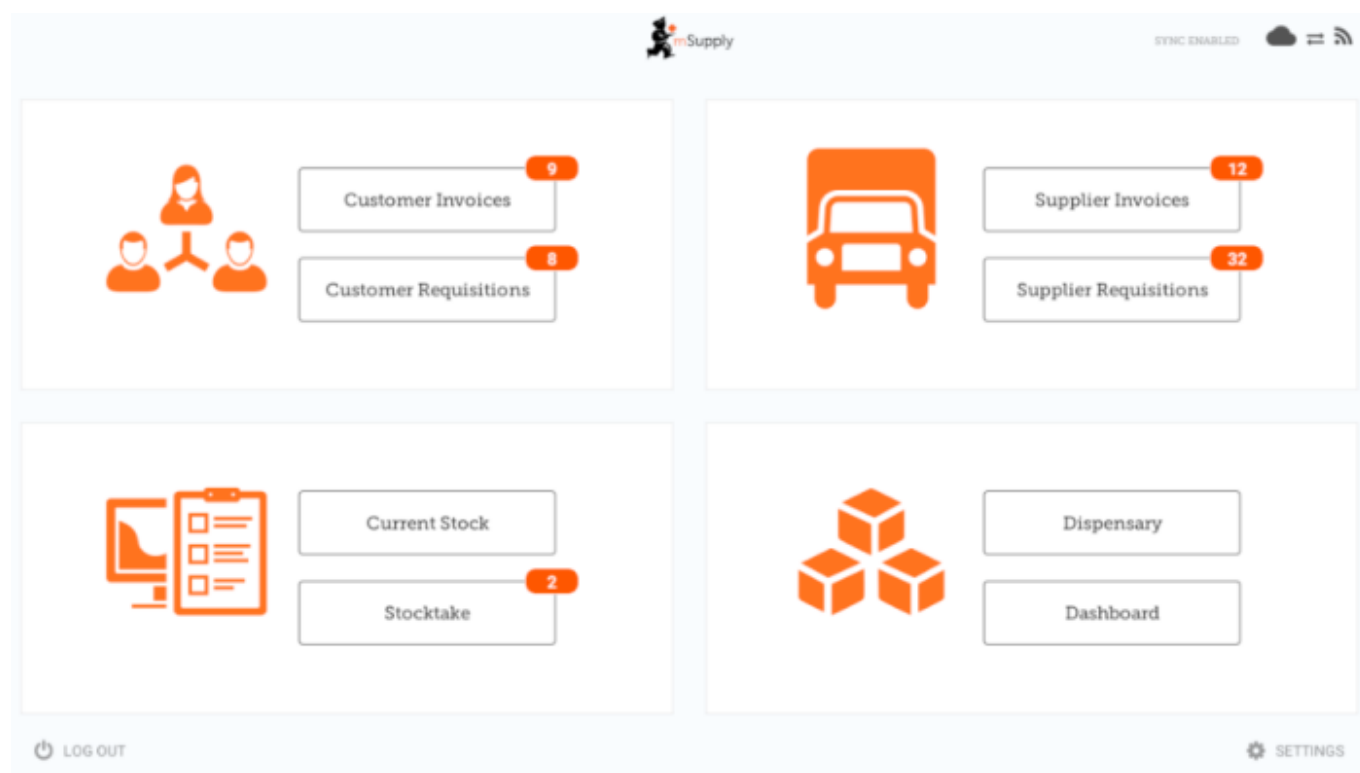 mSupply
SYNC ENABLED
9
Customer Invoices
8
Customer Requisitions
12
Supplier Invoices
32
Supplier Requisitions
Current Stock
2
Stocktake
Dispensary
Dashboard
LOG OUT
SETTINGS